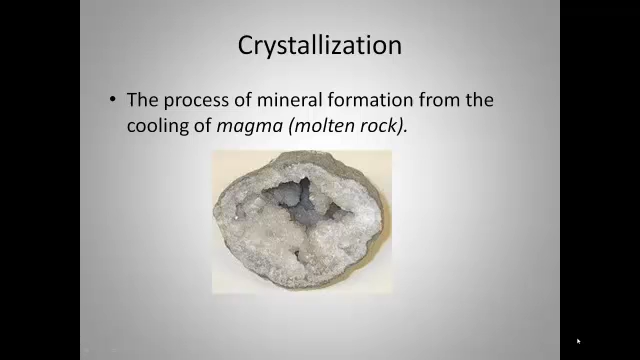 Crystallization
• The process of mineral formation from the
cooling of magma (molten rock).